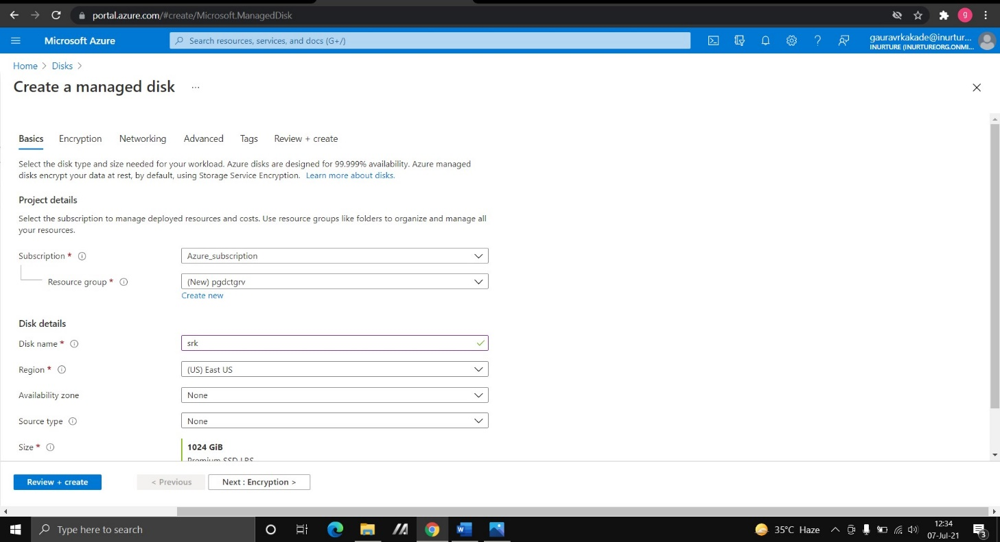 portal.azure.com/#create/Microsoft.ManagedDisk
g
Microsoft Azure
Search resources, services, and docs (G+/)
gauravrkakade@inurtur...
INURTURE (INURTUREORG.ONMI...
Home > Disks >
Create a managed disk ...
Basics Encryption Networking Advanced Tags Review + create
Select the disk type and size needed for your workload. Azure disks are designed for 99.999% availability. Azure managed
disks encrypt your data at rest, by default, using Storage Service Encryption. Learn more about disks.
Project details
Select the subscription to manage deployed resources and costs. Use resource groups like folders to organize and manage all
your resources.
Subscription * Azure_subscription
Resource group * (New) pgdctgrv
Create new
Disk details
Disk name * srk
Region * (US) East US
Availability zone None
Source type None
Size * 1024 GiB
Premium SSD LRS
Review + create < Previous Next : Encryption >
Type here to search
35°C Haze
12:34
07-Jul-21
3